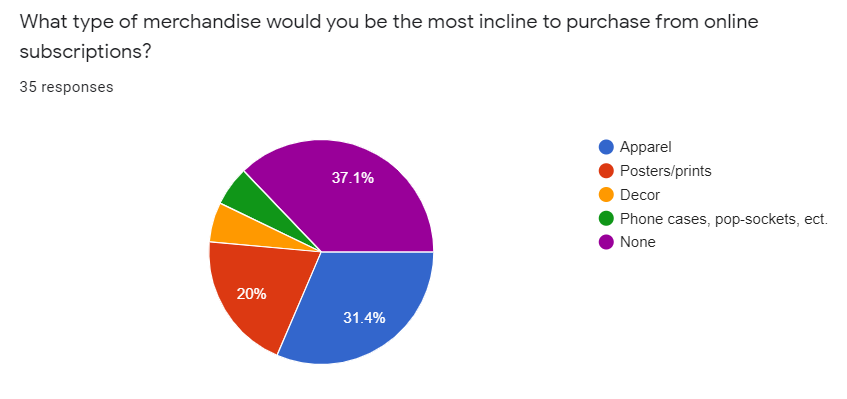 What type of merchandise would you be the most incline to purchase from online
subscriptions?
35 responses
37.1%
20%
31.4%
Apparel
Posters/prints
Decor
Phone cases, pop-sockets, ect.
None